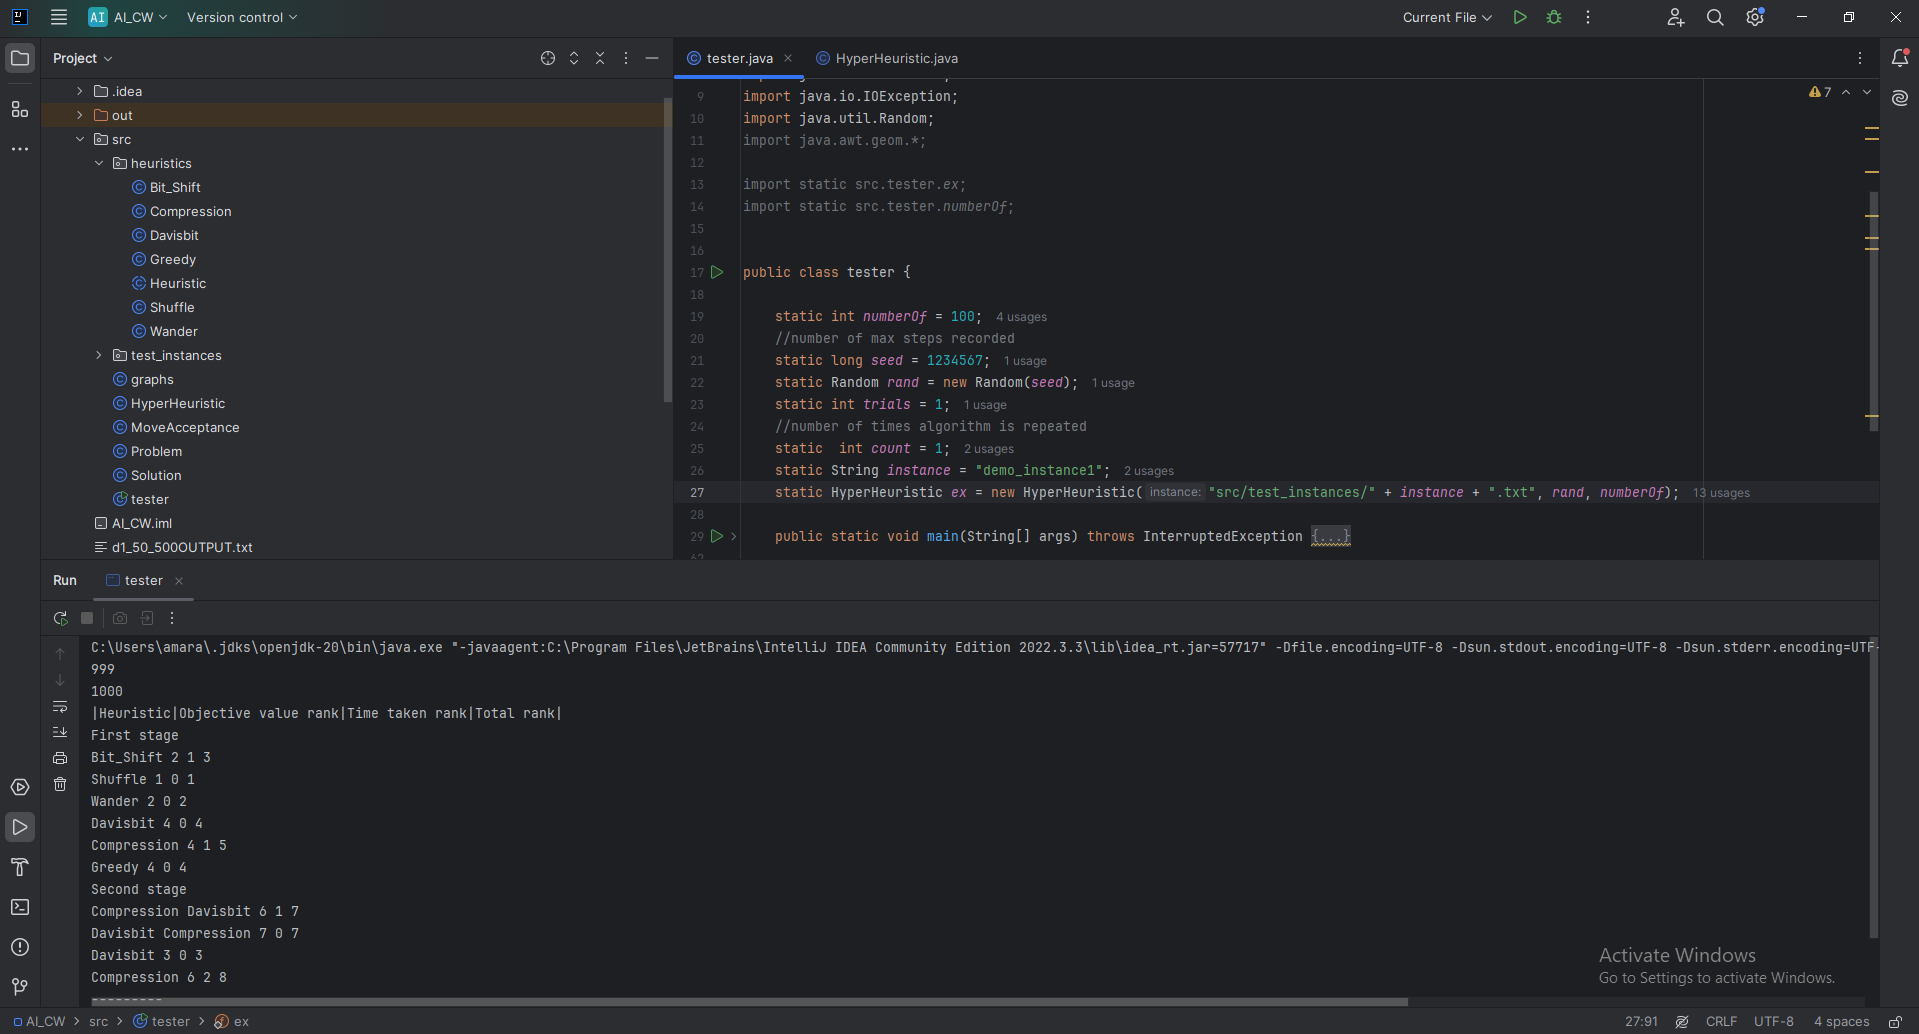 AI AI_CW Version control Current File
Project
tester.java HyperHeuristic.java
.idea
out
src
heuristics
Bit_Shift
Compression
Davisbit
Greedy
Heuristic
Shuffle
Wander
test_instances
graphs
HyperHeuristic
MoveAcceptance
Problem
Solution
tester
AI_CW.iml
d1_50_500OUTPUT.txt
7
9 import java.io.IOException;
10 import java.util.Random;
11 import java.awt.geom.*;
12
13 import static src.tester.ex;
14 import static src.tester.numberOf;
15
16
17 public class tester {
18
19 static int numberOf = 100; 4 usages
20 //number of max steps recorded
21 static long seed = 1234567; 1 usage
22 static Random rand = new Random(seed); 1 usage
23 static int trials = 1; 1 usage
24 //number of times algorithm is repeated
25 static  int count = 1; 2 usages
26 static String instance = "demo_instance1"; 2 usages
27 static HyperHeuristic ex = new HyperHeuristic( instance: "src/test_instances/" + instance + ".txt", rand, numberOf); 13 usages
28
29 public static void main(String[] args) throws InterruptedException {...}
Run tester
C:\Users\amara\.jdks\openjdk-20\bin\java.exe "-javaagent:C:\Program Files\JetBrains\IntelliJ IDEA Community Edition 2022.3.3\lib\idea_rt.jar=57717" -Dfile.encoding=UTF-8 -Dsun.stdout.encoding=UTF-8 -Dsun.stderr.encoding=UTF-
999
1000
|Heuristic|Objective value rank|Time taken rank|Total rank|
First stage
Bit_Shift 2 1 3
Shuffle 1 0 1
Wander 2 0 2
Davisbit 4 0 4
Compression 4 1 5
Greedy 4 0 4
Second stage
Compression Davisbit 6 1 7
Davisbit Compression 7 0 7
Davisbit 3 0 3
Compression 6 2 8
---------
Activate Windows
Go to Settings to activate Windows.
AI_CW > src > tester > ex 27:91 CRLF UTF-8 4 spaces